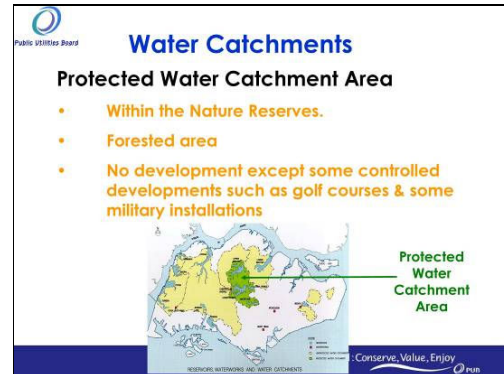 Public Utilities Board
Water Catchments
Protected Water Catchment Area
• Within the Nature Reserves.
• Forested area
• No development except some controlled
developments such as golf courses & some
military installations
Protected
Water
Catchment
Area
RESERVOIRS, WATERWORKS AND WATER CATCHMENTS
: Conserve, Value, Enjoy
PUB